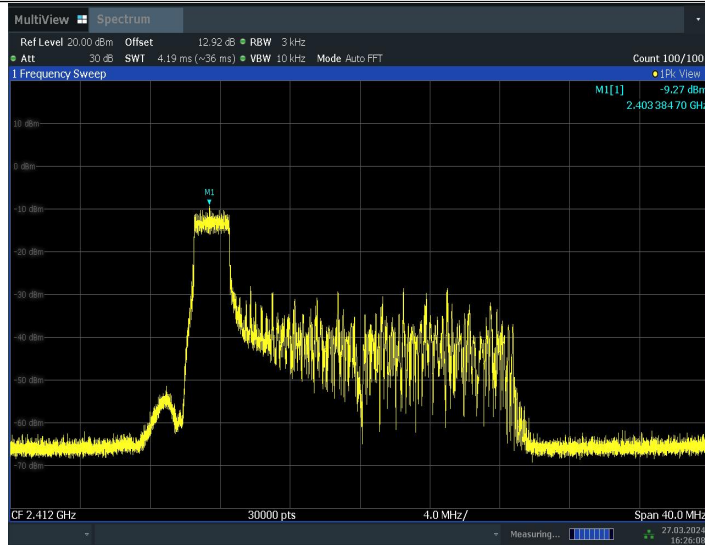 MultiView Spectrum
Ref Level 20.00 dBm Offset 12.92 dB RBW 3 kHz
Att 30 dB SWT 4.19 ms (~36 ms) VBW 10 kHz Mode Auto FFT Count 100/100
1 Frequency Sweep 1Pk View
M1[1] -9.27 dBm
2.403 384 70 GHz
10 dBm
0 dBm
M1
-10 dBm
-20 dBm
-30 dBm
-40 dBm
-50 dBm
-60 dBm
-70 dBm
CF 2.412 GHz 30000 pts 4.0 MHz/ Span 40.0 MHz
Measuring... 27.03.2024
16:26:08